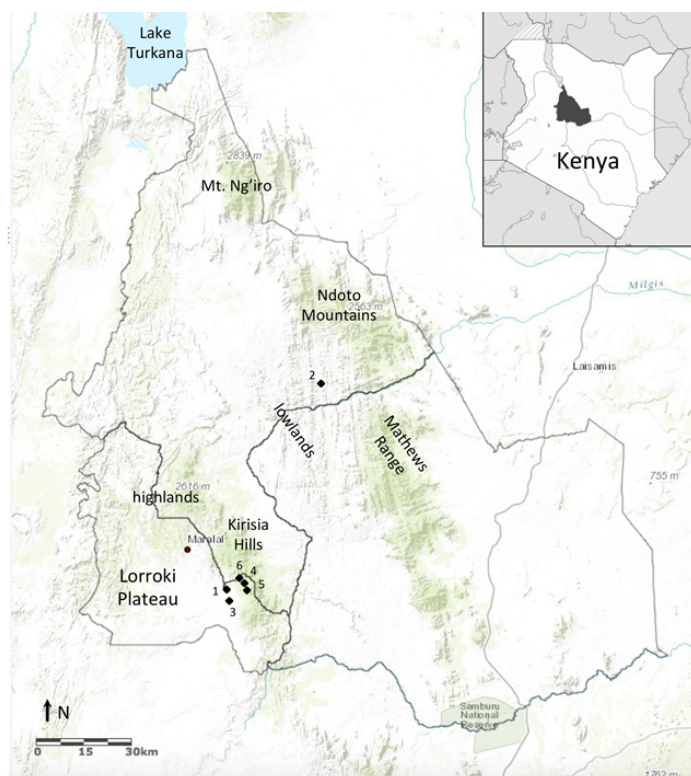 Lake
Turkana
2839 m
Mt. Ng'iro
Kenya
Ndoto
2563 m
Mountains
Milgis
Laisamis
2
lowlands
Mathews
Range
755 m
2616 m
highlands
Kirisia
Hills
Maralal
Lorroki
Plateau
6
4
5
1
3
N
0 15 30km
Samburu
National
Reserve
1762 m